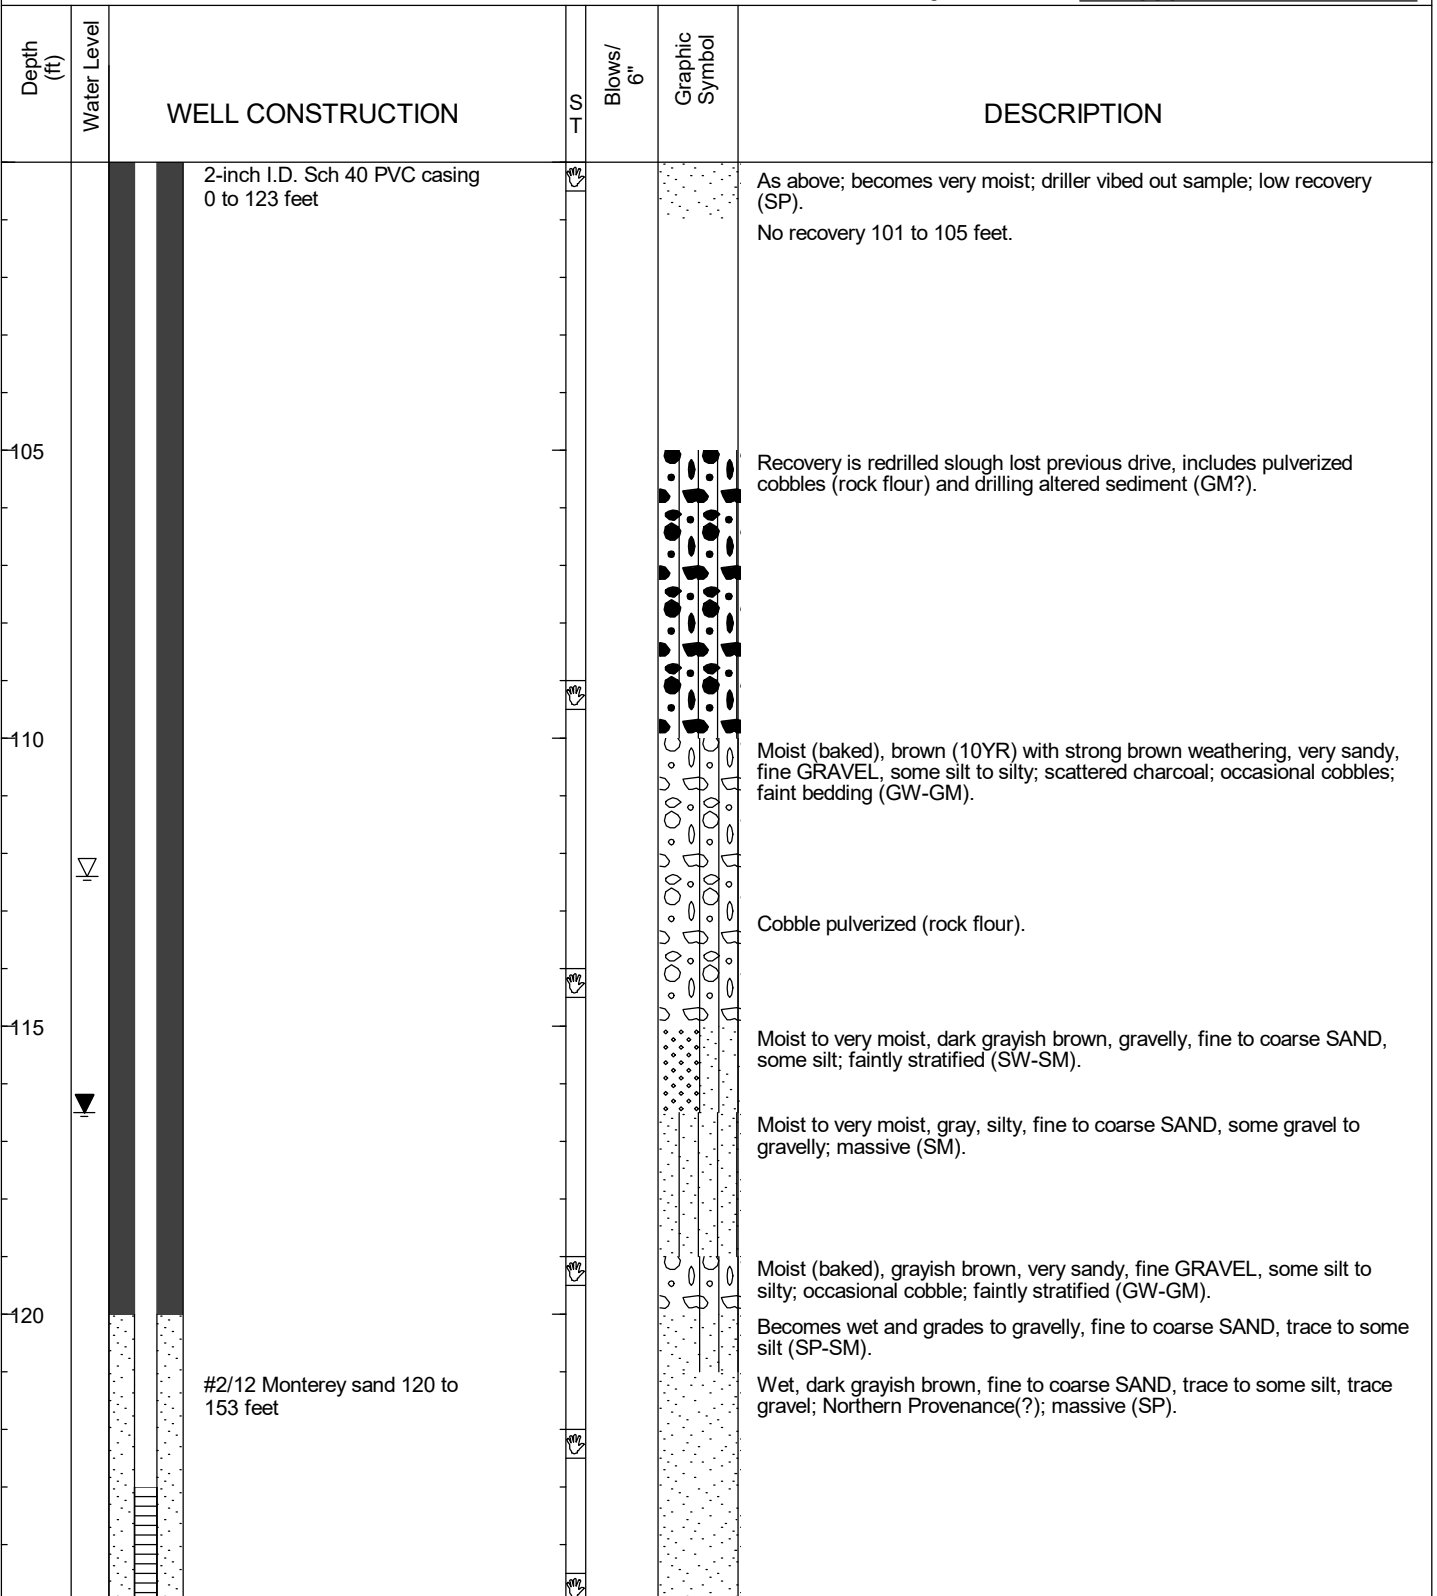 Depth
(ft)
Water Level
WELL CONSTRUCTION
S
T
Blows/
6"
Graphic
Symbol
DESCRIPTION
2-inch I.D. Sch 40 PVC casing
0 to 123 feet
As above; becomes very moist; driller vibed out sample; low recovery
(SP).
No recovery 101 to 105 feet.
105
Recovery is redrilled slough lost previous drive, includes pulverized
cobbles (rock flour) and drilling altered sediment (GM?).
110
Moist (baked), brown (10YR) with strong brown weathering, very sandy,
fine GRAVEL, some silt to silty; scattered charcoal; occasional cobbles;
faint bedding (GW-GM).
Cobble pulverized (rock flour).
115
Moist to very moist, dark grayish brown, gravelly, fine to coarse SAND,
some silt; faintly stratified (SW-SM).
Moist to very moist, gray, silty, fine to coarse SAND, some gravel to
gravelly; massive (SM).
Moist (baked), grayish brown, very sandy, fine GRAVEL, some silt to
silty; occasional cobble; faintly stratified (GW-GM).
120
Becomes wet and grades to gravelly, fine to coarse SAND, trace to some
silt (SP-SM).
#2/12 Monterey sand 120 to
153 feet
Wet, dark grayish brown, fine to coarse SAND, trace to some silt, trace
gravel; Northern Provenance(?); massive (SP).